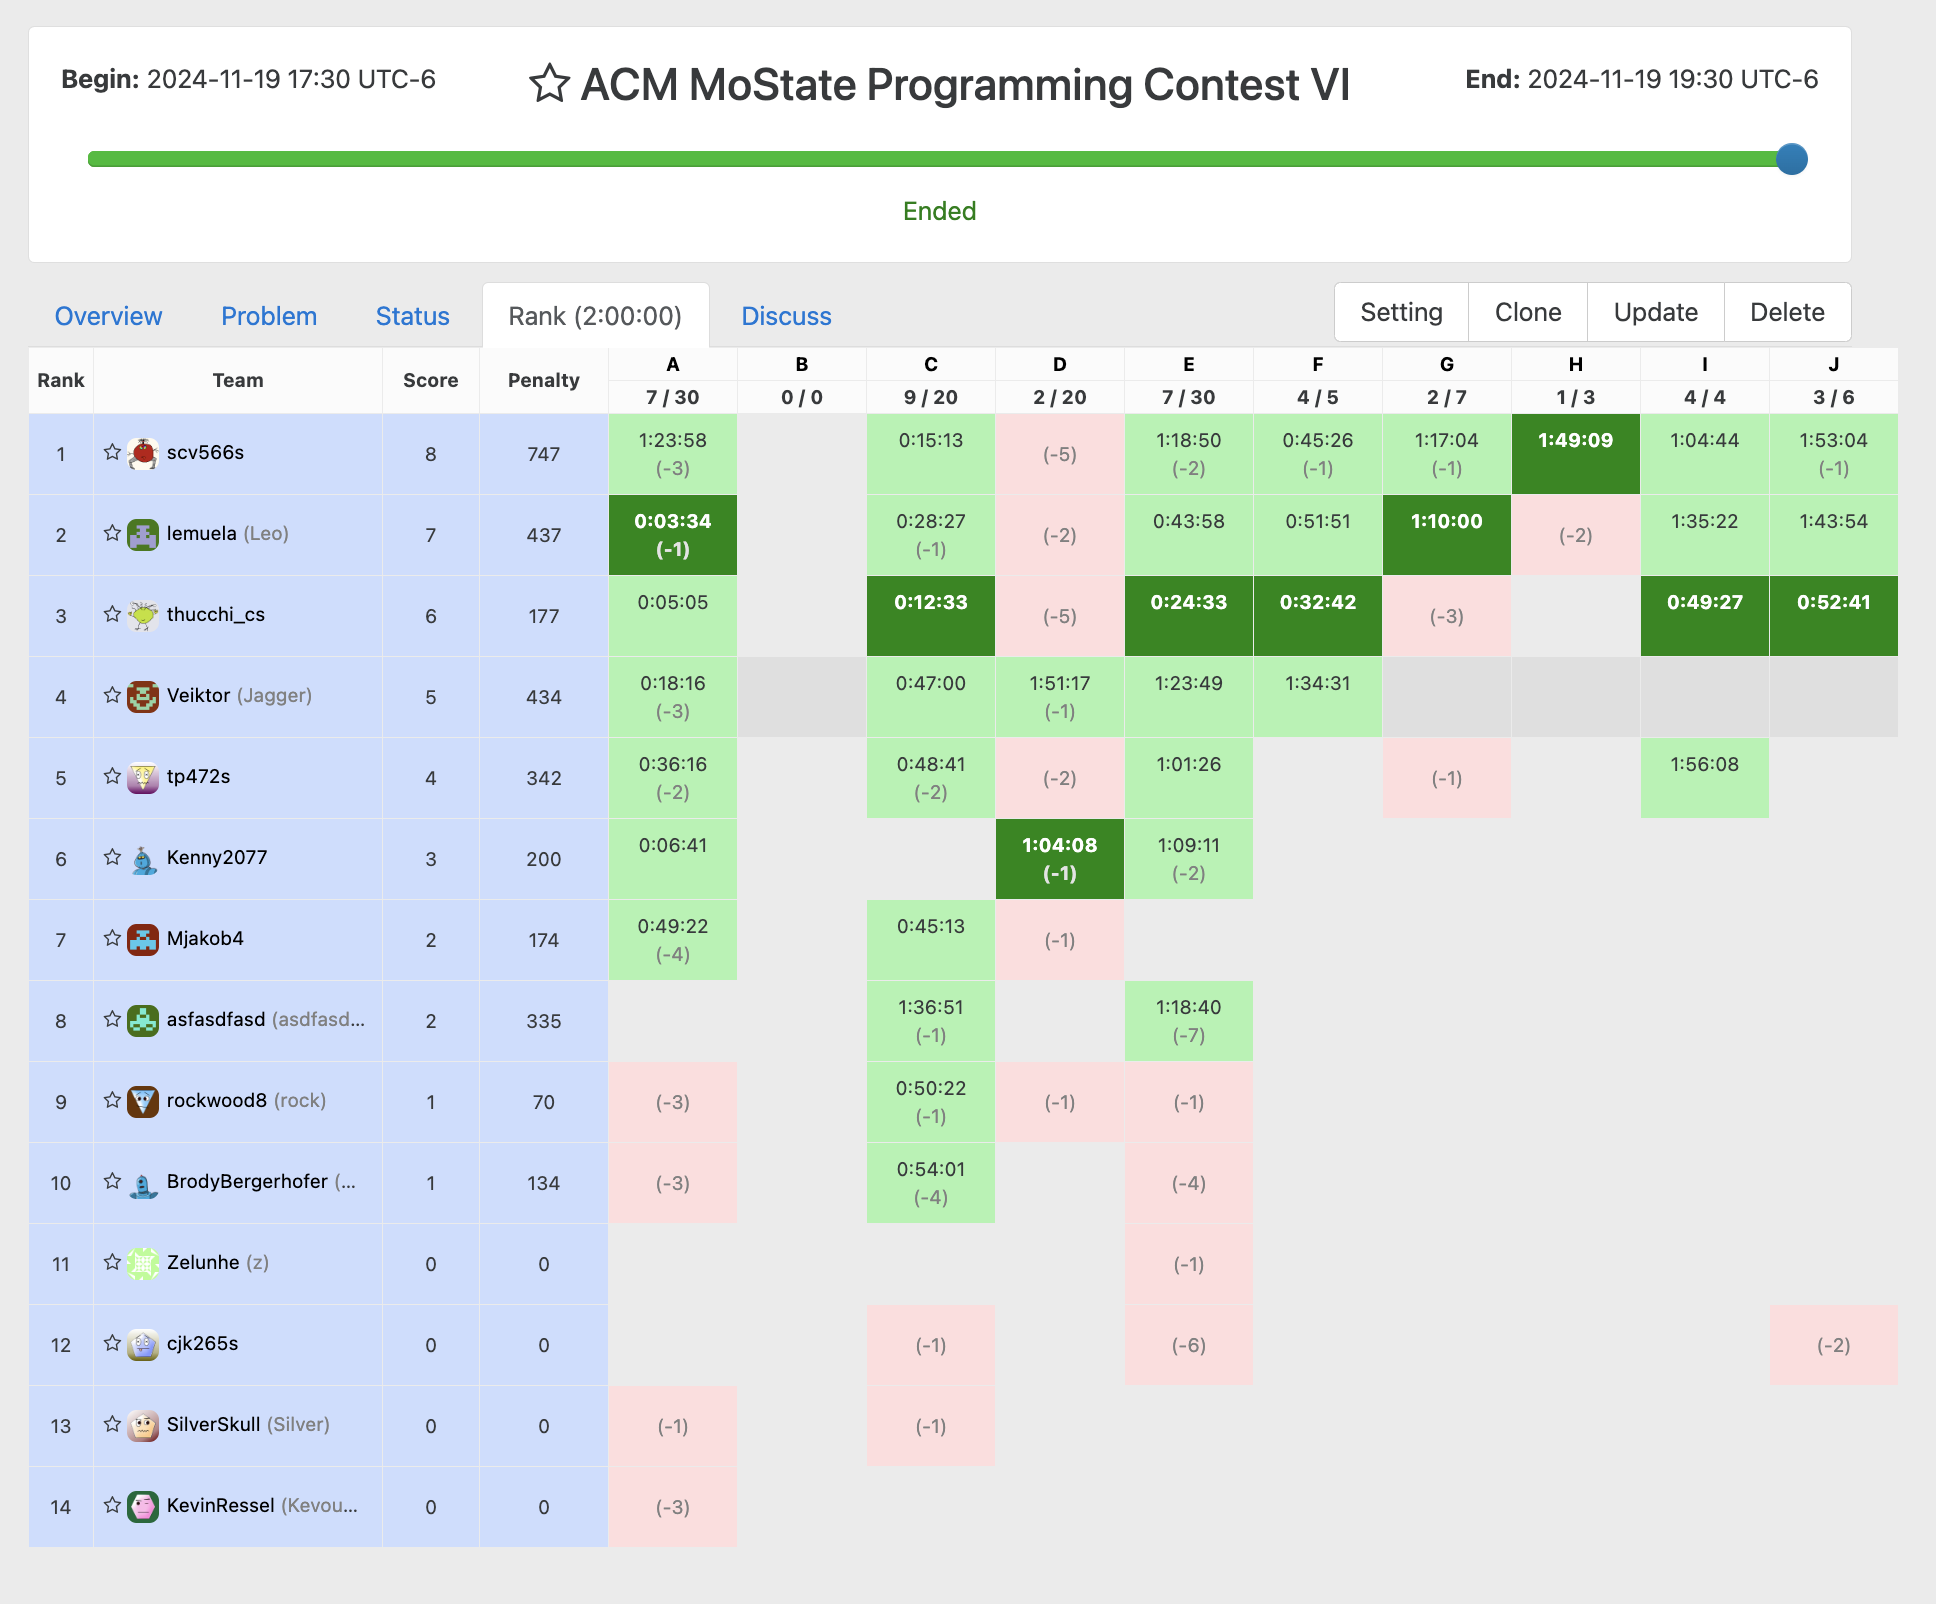 Begin: 2024-11-19 17:30 UTC-6
ACM MoState Programming Contest VI
End: 2024-11-19 19:30 UTC-6
Ended
Overview Problem Status Rank (2:00:00) Discuss Setting Clone Update Delete
Rank Team Score Penalty A B C D E F G H I J
7 / 30 0 / 0 9 / 20 2 / 20 7 / 30 4 / 5 2 / 7 1 / 3 4 / 4 3 / 6
1 scv566s 8 747 1:23:58 0:15:13 1:18:50 0:45:26 1:17:04 1:49:09 1:04:44 1:53:04
(-3) (-5) (-2) (-1) (-1) (-1)
2 lemuela (Leo) 7 437 0:03:34 0:28:27 0:43:58 0:51:51 1:10:00 1:35:22 1:43:54
(-1) (-1) (-2) (-2)
3 thucchi_cs 6 177 0:05:05 0:12:33 0:24:33 0:32:42 0:49:27 0:52:41
(-5) (-3)
4 Veiktor (Jagger) 5 434 0:18:16 0:47:00 1:51:17 1:23:49 1:34:31
(-3) (-1)
5 tp472s 4 342 0:36:16 0:48:41 1:01:26 1:56:08
(-2) (-2) (-2) (-1)
6 Kenny2077 3 200 0:06:41 1:04:08 1:09:11
(-1) (-2)
7 Mjakob4 2 174 0:49:22 0:45:13
(-4) (-1)
8 asfasdfasd (asdfasd... 2 335 1:36:51 1:18:40
(-1) (-7)
9 rockwood8 (rock) 1 70 0:50:22
(-3) (-1) (-1) (-1)
10 BrodyBergerhofer (... 1 134 0:54:01
(-3) (-4) (-4)
11 Zelunhe (z) 0 0 (-1)
12 cjk265s 0 0 (-1) (-6) (-2)
13 SilverSkull (Silver) 0 0 (-1) (-1)
14 KevinRessel (Kevou... 0 0 (-3)